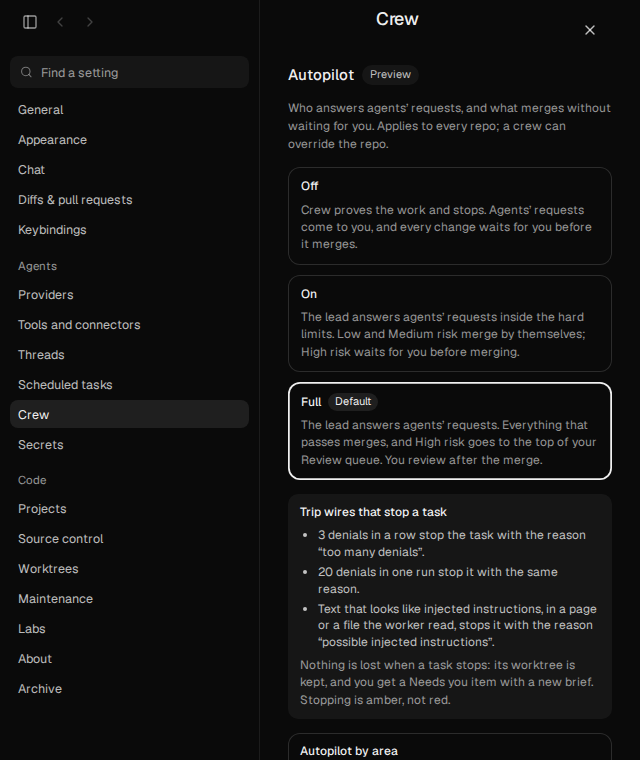 Crew
Find a setting
General
Appearance
Chat
Diffs & pull requests
Keybindings
Agents
Providers
Tools and connectors
Threads
Scheduled tasks
Crew
Secrets
Code
Projects
Source control
Worktrees
Maintenance
Labs
About
Archive
Autopilot Preview
Who answers agents’ requests, and what merges without
waiting for you. Applies to every repo; a crew can
override the repo.
Off
Crew proves the work and stops. Agents’ requests
come to you, and every change waits for you before
it merges.
On
The lead answers agents’ requests inside the hard
limits. Low and Medium risk merge by themselves;
High risk waits for you before merging.
Full Default
The lead answers agents’ requests. Everything that
passes merges, and High risk goes to the top of your
Review queue. You review after the merge.
Trip wires that stop a task
• 3 denials in a row stop the task with the reason
“too many denials”.
• 20 denials in one run stop it with the same
reason.
• Text that looks like injected instructions, in a page
or a file the worker read, stops it with the reason
“possible injected instructions”.
Nothing is lost when a task stops: its worktree is
kept, and you get a Needs you item with a new brief.
Stopping is amber, not red.
Autopilot by area